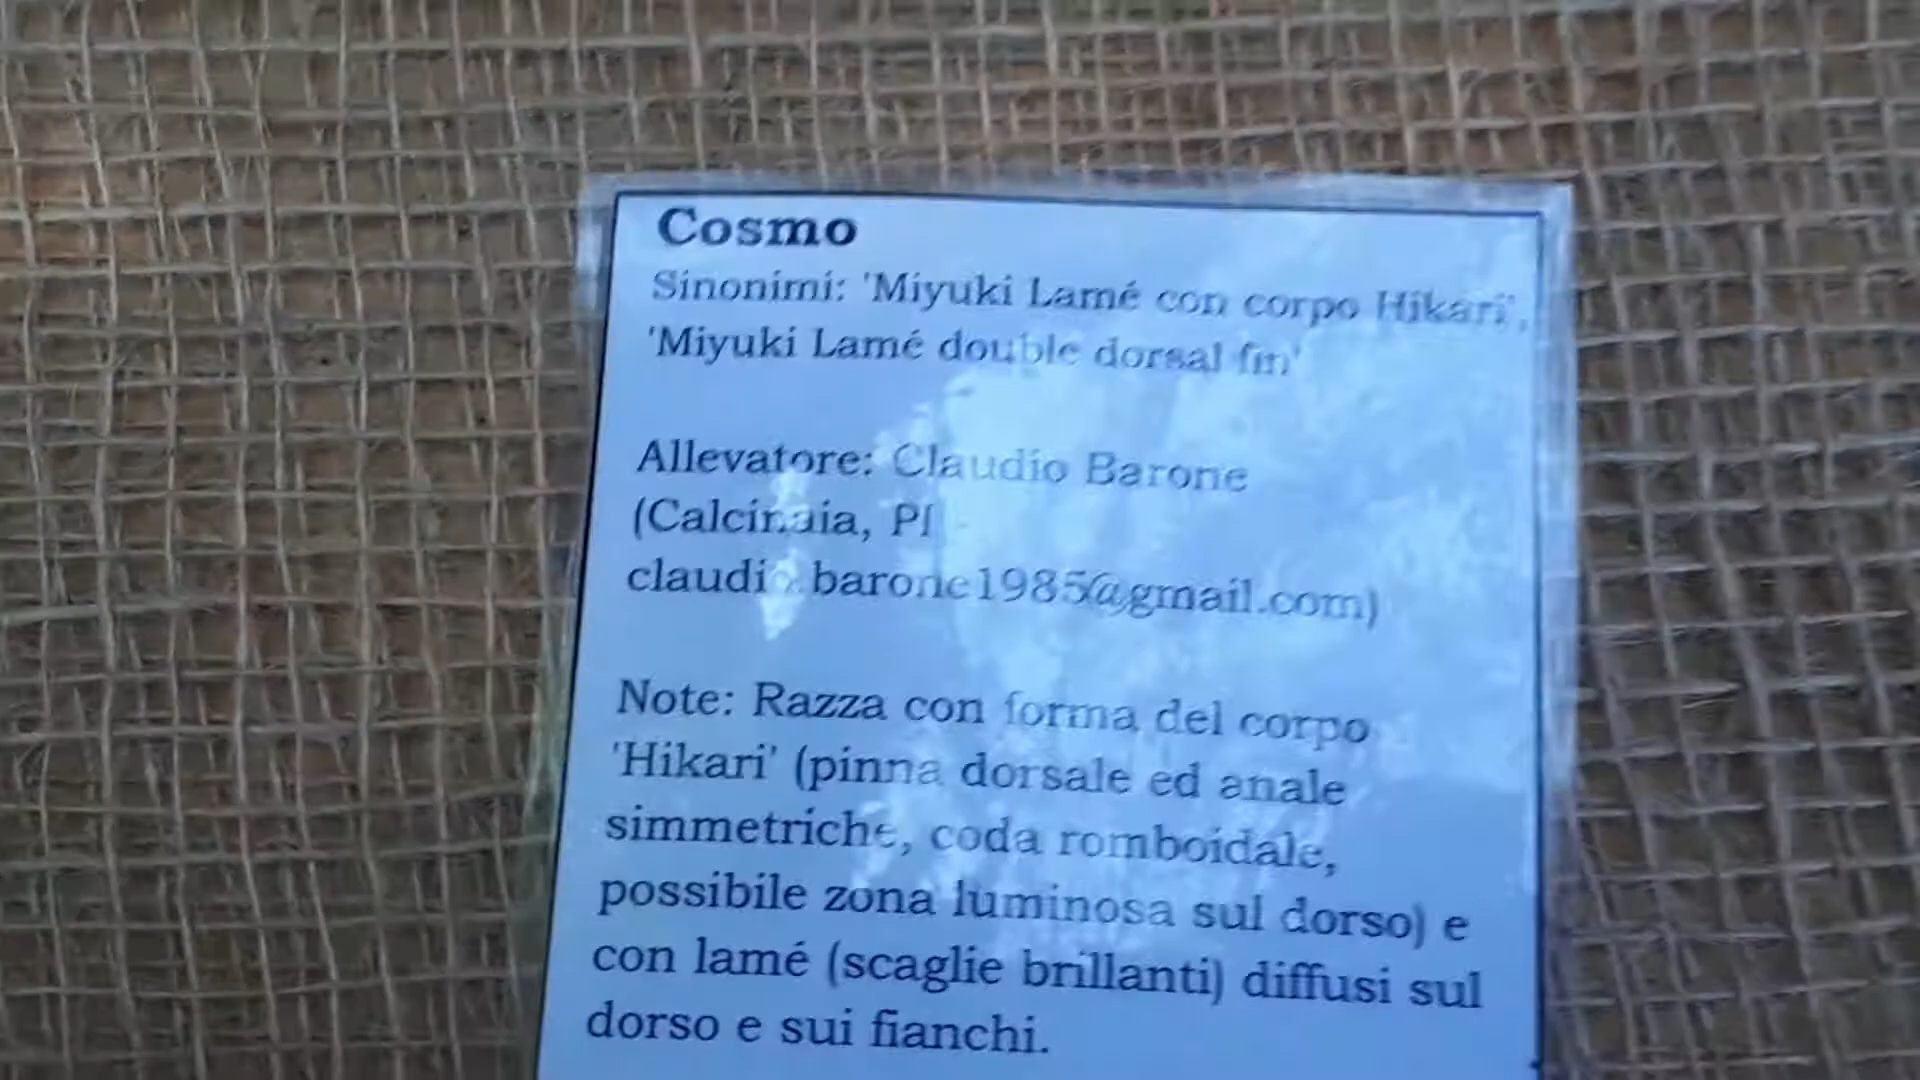 Cosmo
Sinonimi: 'Miyuki Lamé con corpo Hikari',
'Miyuki Lamé double dorsal fin'
Allevatore: Claudio Barone
(Calcinaia, PI -
barone1985@gmail.com)
Note: Razza con forma del corpo
'Hikari' (pinna dorsale ed anale
simmetriche, coda romboidale,
possibile zona luminosa sul dorso) e
con lamé (scaglie brillanti) diffusi sul
dorso e sui fianchi.